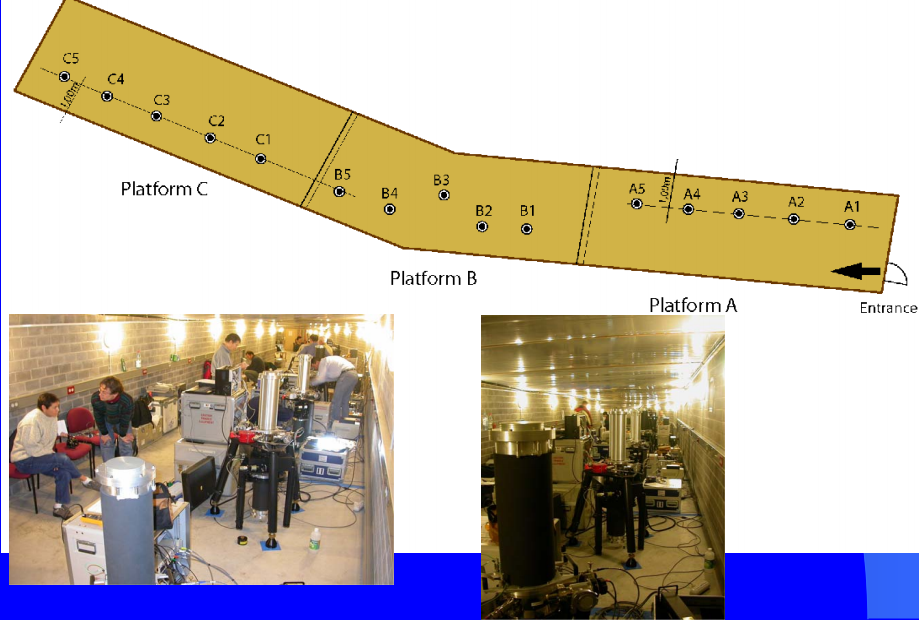 C5
C4
1,00m
C3
C2
C1
Platform C
B5
B4
B3
B2
B1
Platform B
A5
1,00m
A4
A3
A2
A1
Platform A
Entrance